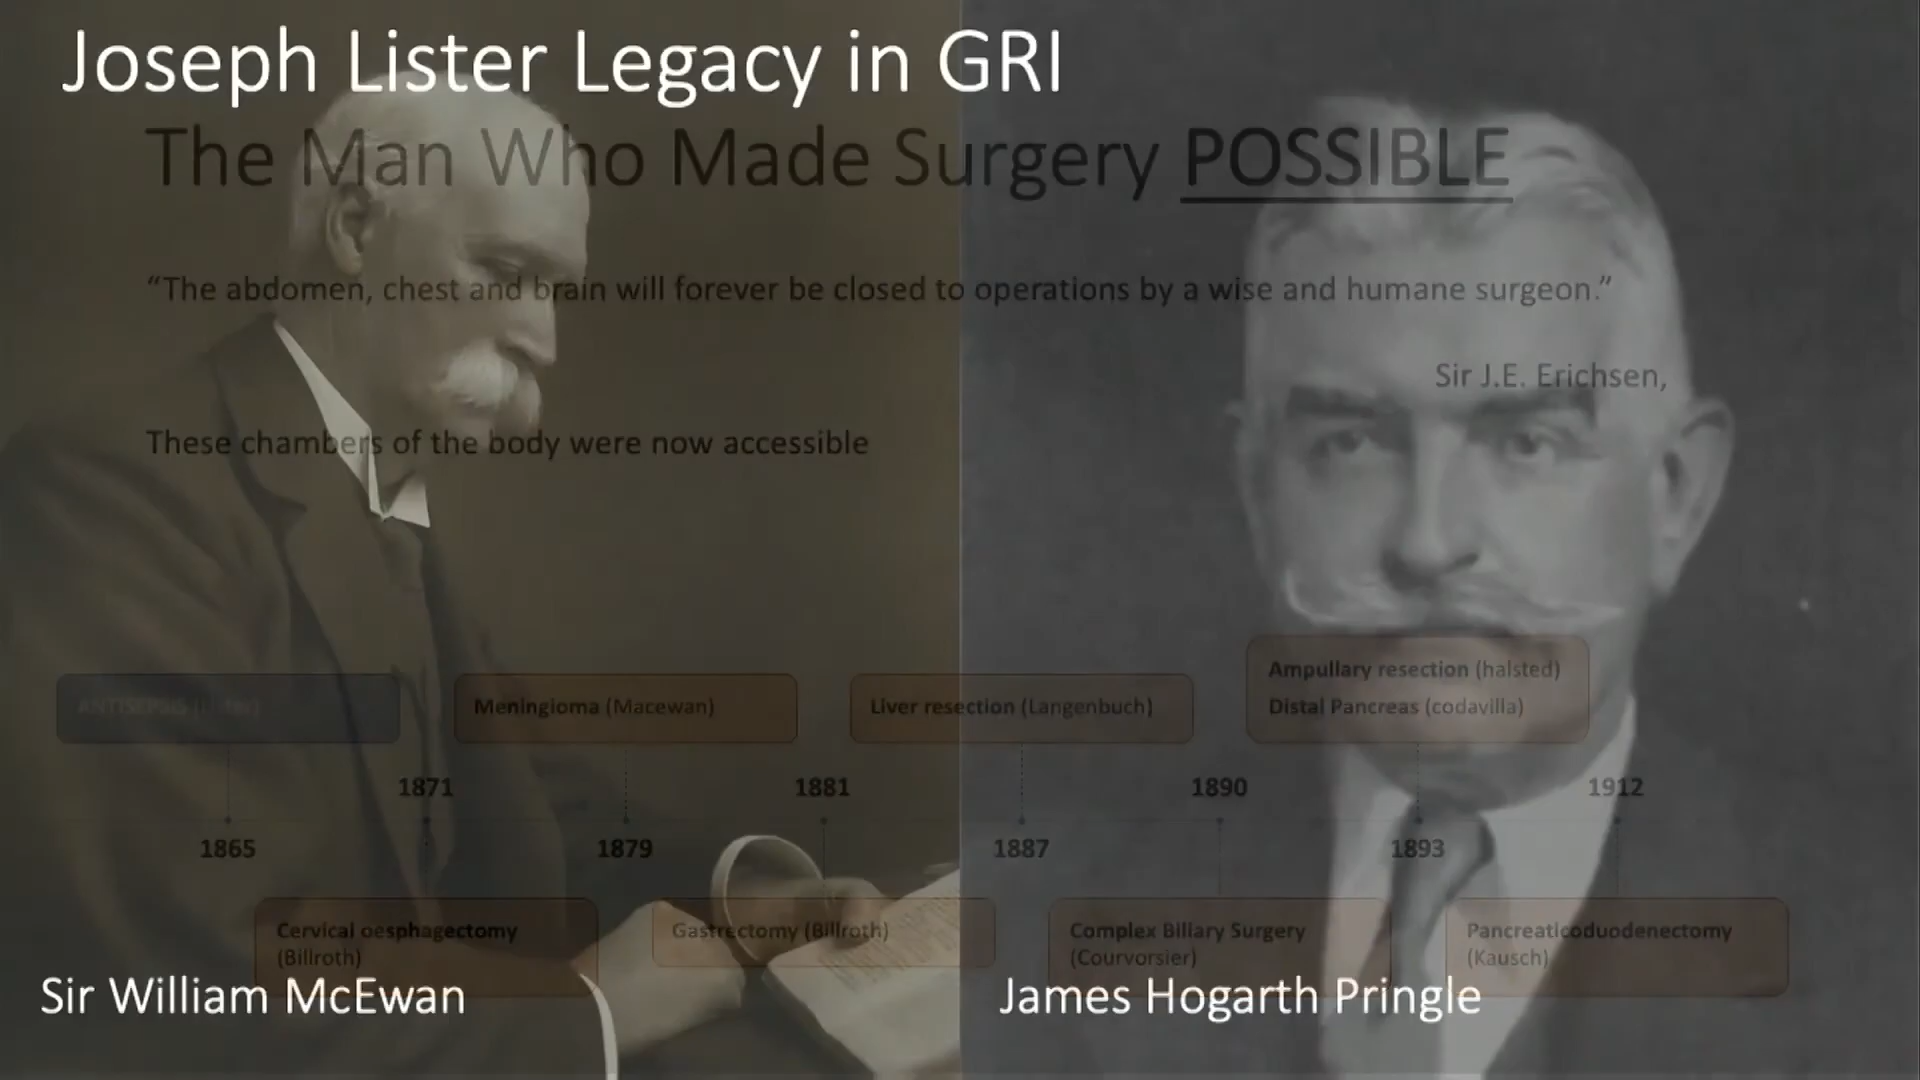 Joseph Lister Legacy in GRI
The Man Who Made Surgery POSSIBLE
“The abdomen, chest and brain will forever be closed to operations by a wise and humane surgeon.”
Sir J.E. Erichsen,
These chambers of the body were now accessible
ANTISEPSIS (Lister)
Meningioma (Macewan)
Liver resection (Langenbuch)
Ampullary resection (halsted)
Distal Pancreas (codavilla)
1871
1881
1890
1912
1865
1879
1887
1893
Cervical oesphagectomy
(Billroth)
Gastrectomy (Billroth)
Complex Biliary Surgery
(Courvorsier)
Pancreaticoduodenectomy
(Kausch)
Sir William McEwan
James Hogarth Pringle